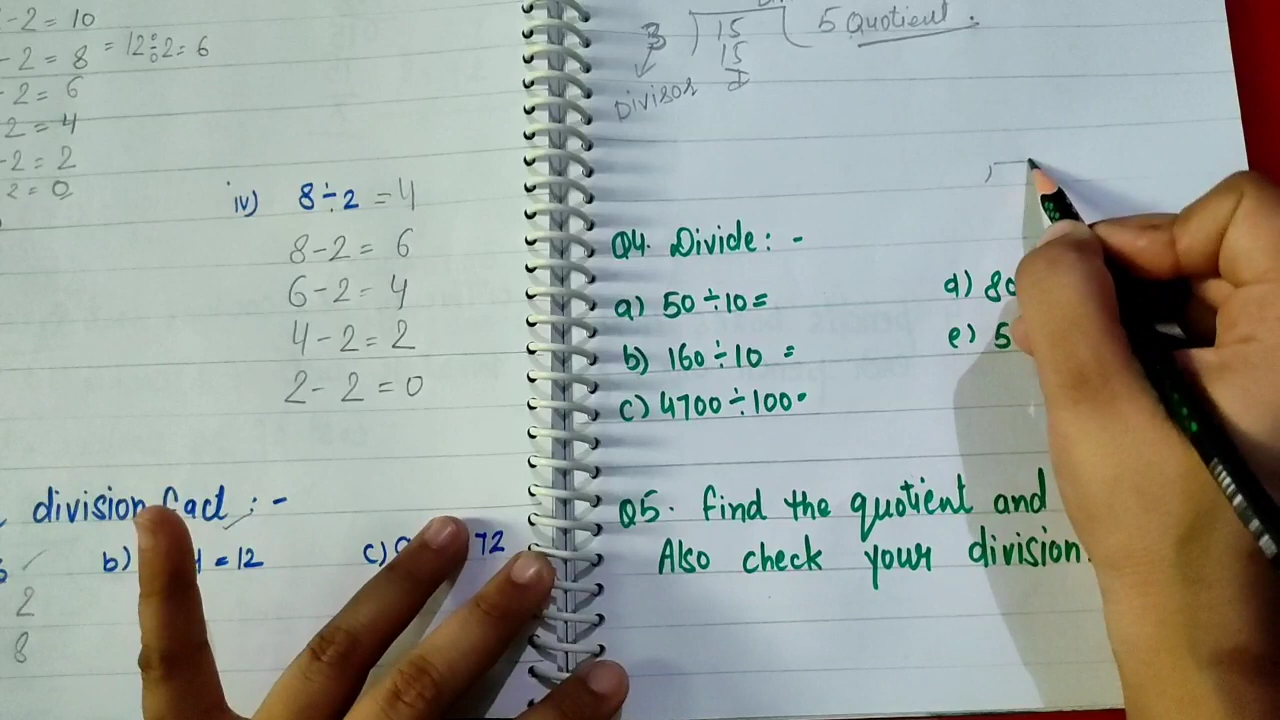 -2 = 10
-2 = 8 = 12÷2=6
-2 = 6
2 = 4
-2 = 2
2 = 0
iv) 8÷2 = 4
8-2 = 6
6-2 = 4
4-2 = 2
2-2 = 0
division fact :-
b) = 12
c) 72
2
8
3 ) 15 ( 5 Quotient.
15
Divisor
Q4. Divide: -
a) 50÷10=
d) 80
b) 160÷10 =
e) 5
c) 4700÷100
Q5. find the quotient and
Also check your division.